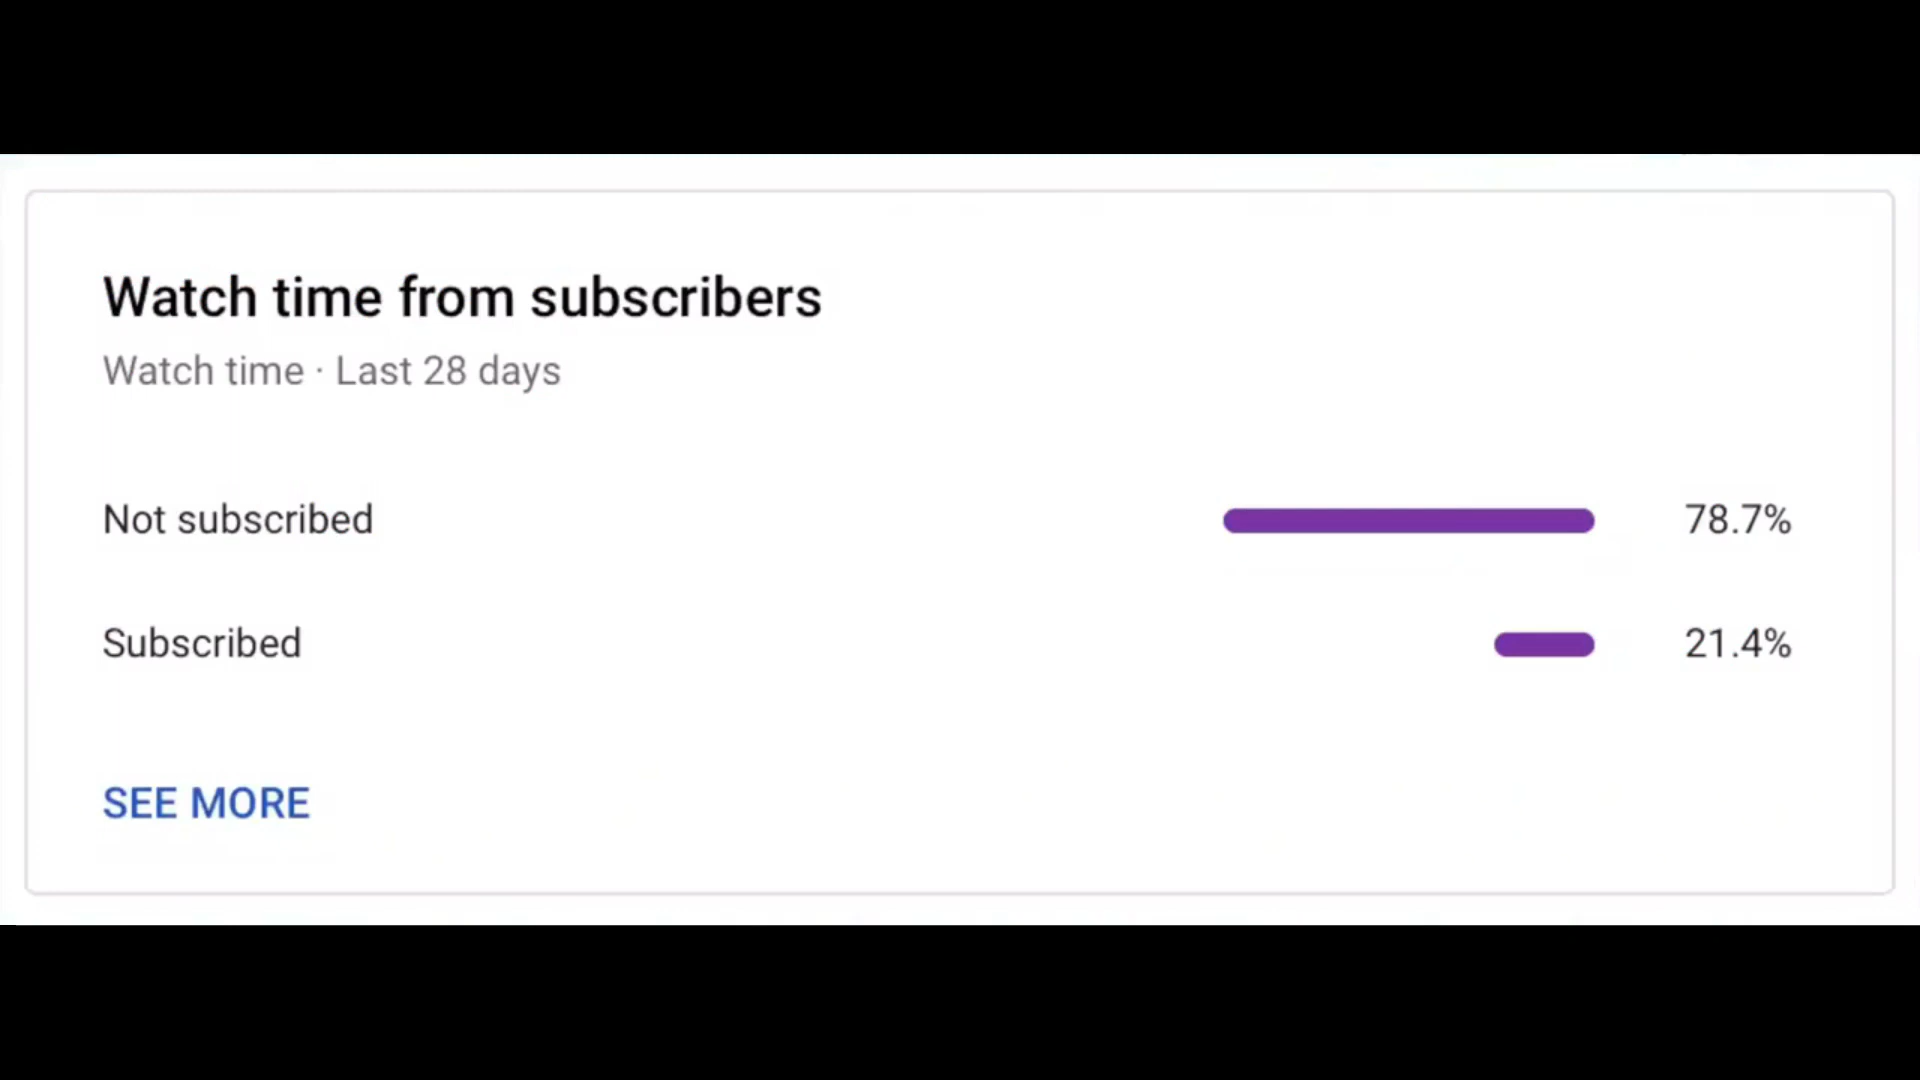 Watch time from subscribers
Watch time · Last 28 days
Not subscribed 78.7%
Subscribed 21.4%
SEE MORE